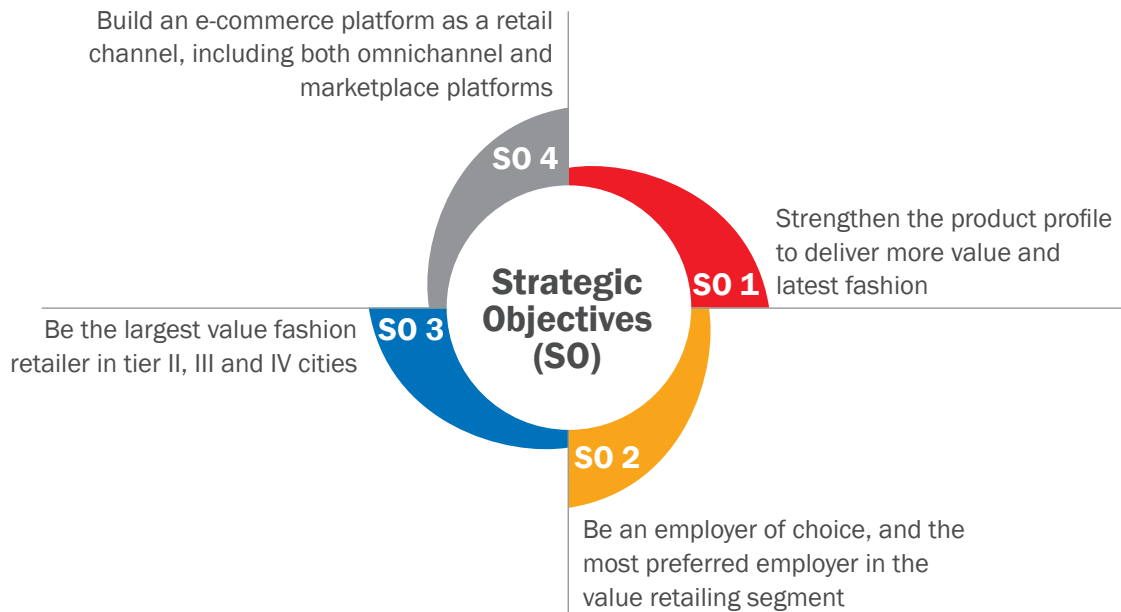 Build an e-commerce platform as a retail
channel, including both omnichannel and
marketplace platforms
SO 4
SO 1
Strengthen the product profile
to deliver more value and
latest fashion
Strategic
Objectives
(SO)
SO 3
Be the largest value fashion
retailer in tier II, III and IV cities
SO 2
Be an employer of choice, and the
most preferred employer in the
value retailing segment